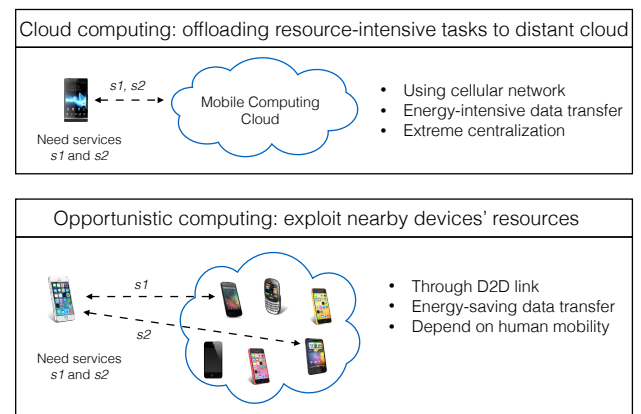 Cloud computing: offloading resource-intensive tasks to distant cloud
s1, s2
Mobile Computing
Cloud
Need services
s1 and s2
• Using cellular network
• Energy-intensive data transfer
• Extreme centralization
Opportunistic computing: exploit nearby devices' resources
s1
s2
Need services
s1 and s2
• Through D2D link
• Energy-saving data transfer
• Depend on human mobility